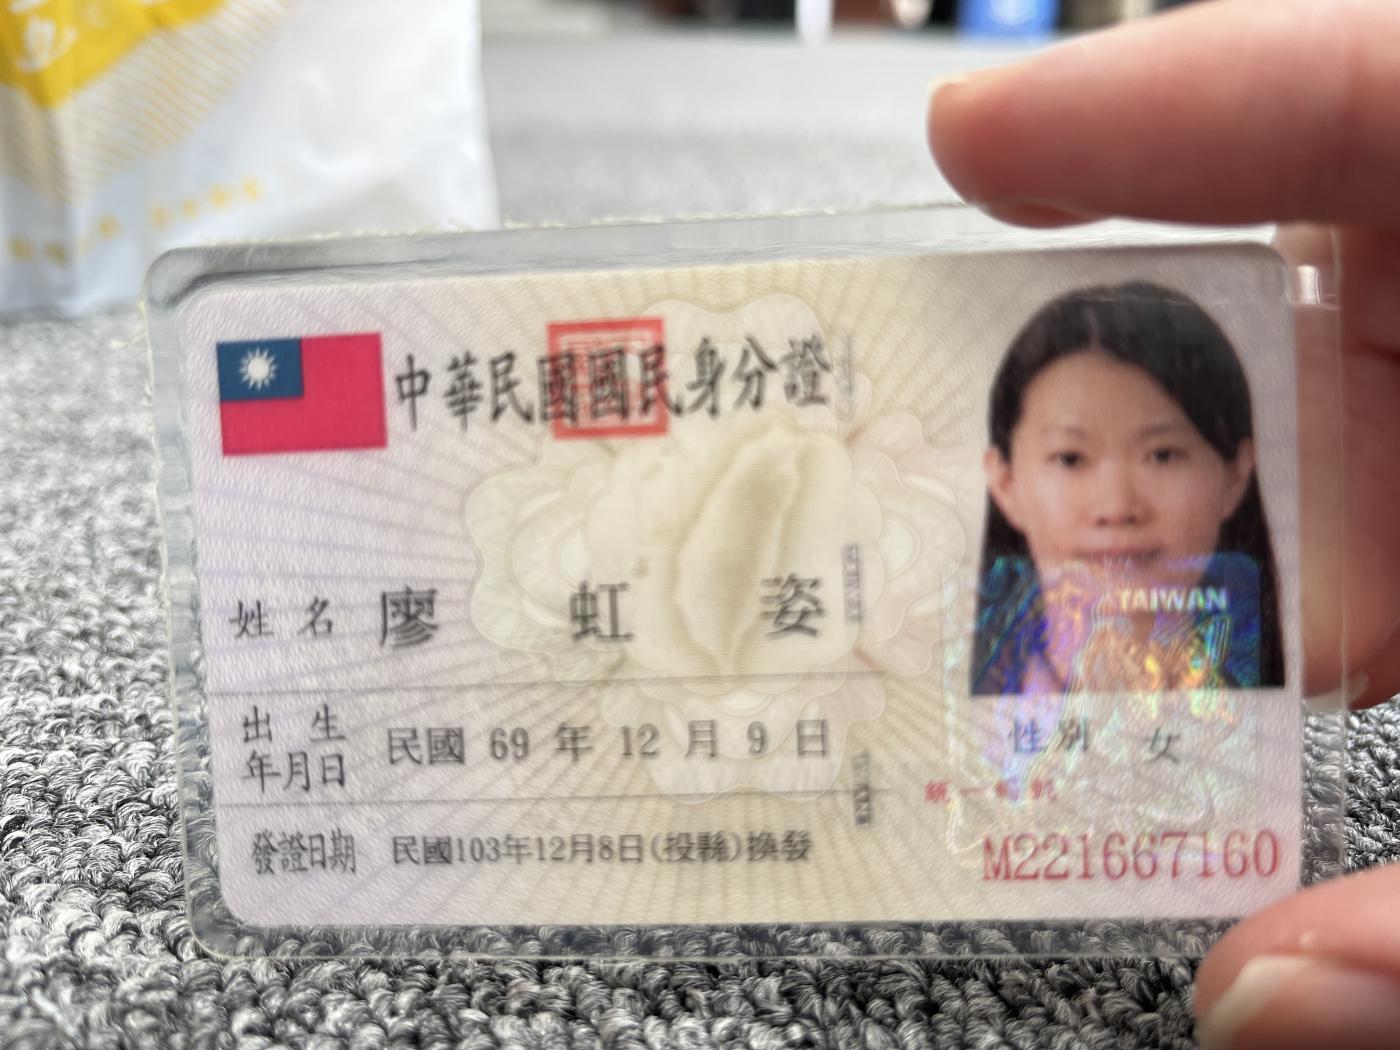 中華民國國民身分證
姓名 廖虹姿
TAIWAN
出生年月日 民國 69 年 12 月 9 日
性別 女
統一編號
發證日期 民國103年12月8日(投縣)換發
M221667160